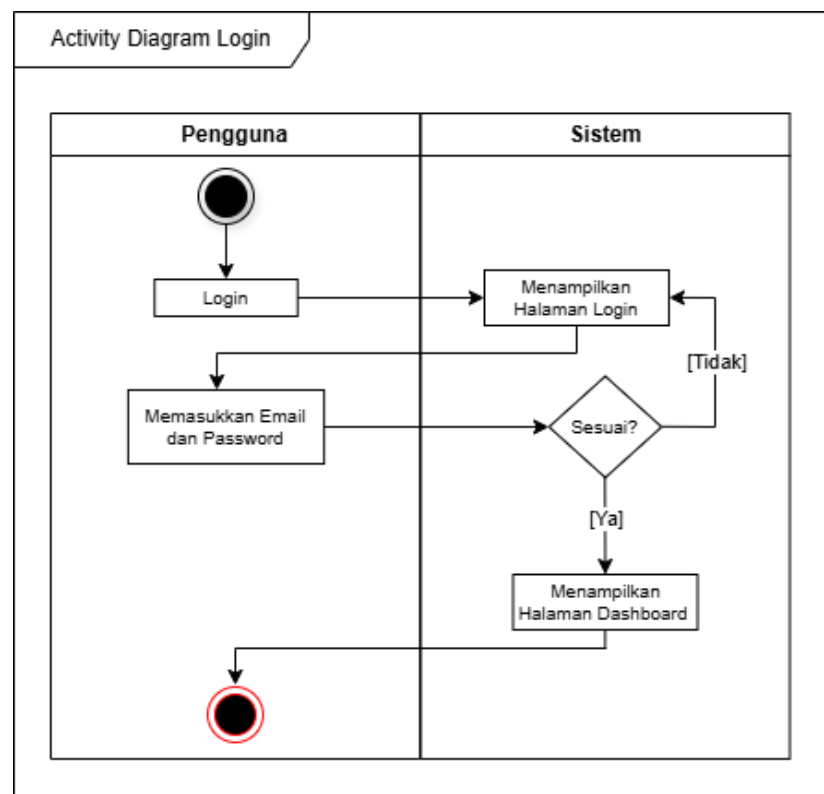 Activity Diagram Login
Pengguna
Sistem
Login
Menampilkan
Halaman Login
[Tidak]
Memasukkan Email
dan Password
Sesuai?
[Ya]
Menampilkan
Halaman Dashboard